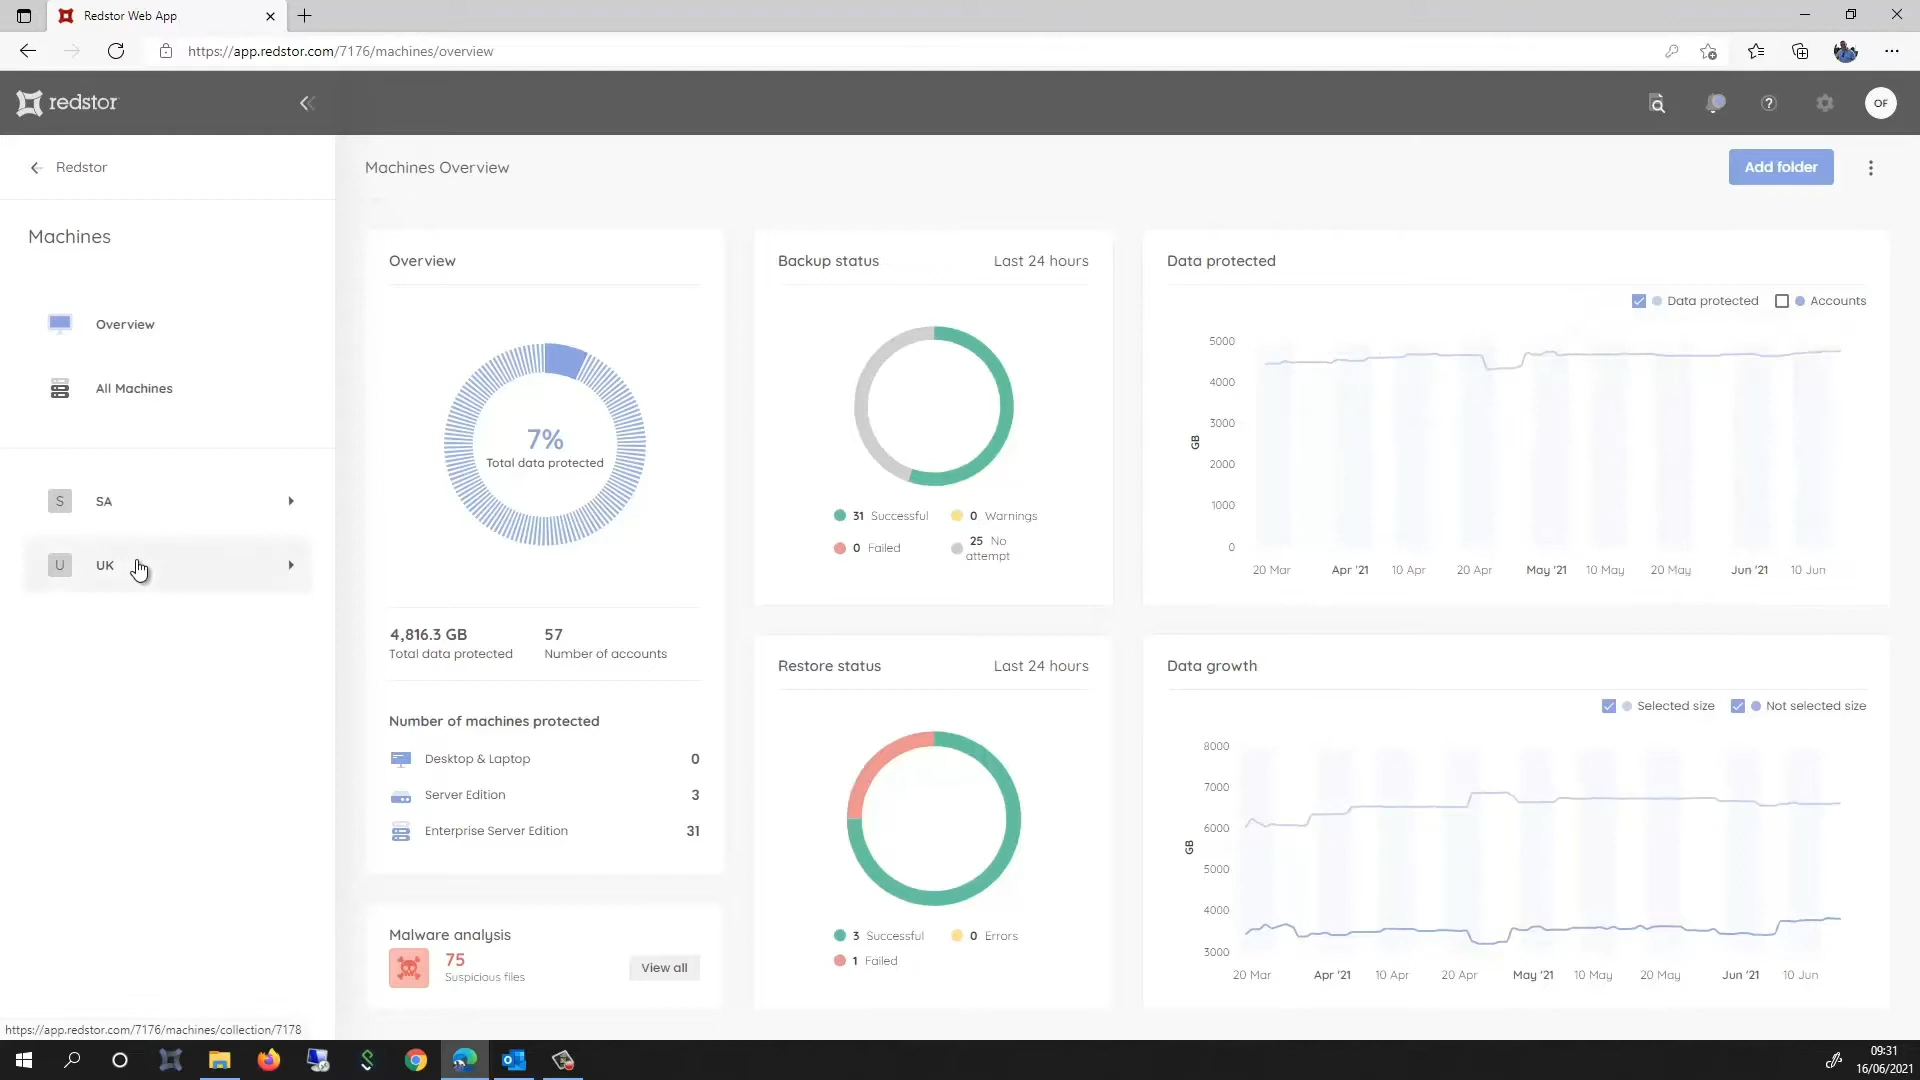 Redstor Web App
https://app.redstor.com/7176/machines/overview
redstor
OF
Redstor
Machines Overview
Add folder
Machines
Overview
All Machines
S SA
U UK
Overview
7%
Total data protected
4,816.3 GB
Total data protected
57
Number of accounts
Number of machines protected
Desktop & Laptop 0
Server Edition 3
Enterprise Server Edition 31
Malware analysis
75
Suspicious files
View all
Backup status Last 24 hours
31 Successful 0 Warnings
0 Failed 25 No
attempt
Restore status Last 24 hours
3 Successful 0 Errors
1 Failed
Data protected
Data protected Accounts
5000
4000
3000
2000
1000
0
GB
20 Mar Apr '21 10 Apr 20 Apr May '21 10 May 20 May Jun '21 10 Jun
Data growth
Selected size Not selected size
8000
7000
6000
5000
4000
3000
GB
20 Mar Apr '21 10 Apr 20 Apr May '21 10 May 20 May Jun '21 10 Jun
https://app.redstor.com/7176/machines/collection/7178
09:31
16/06/2021